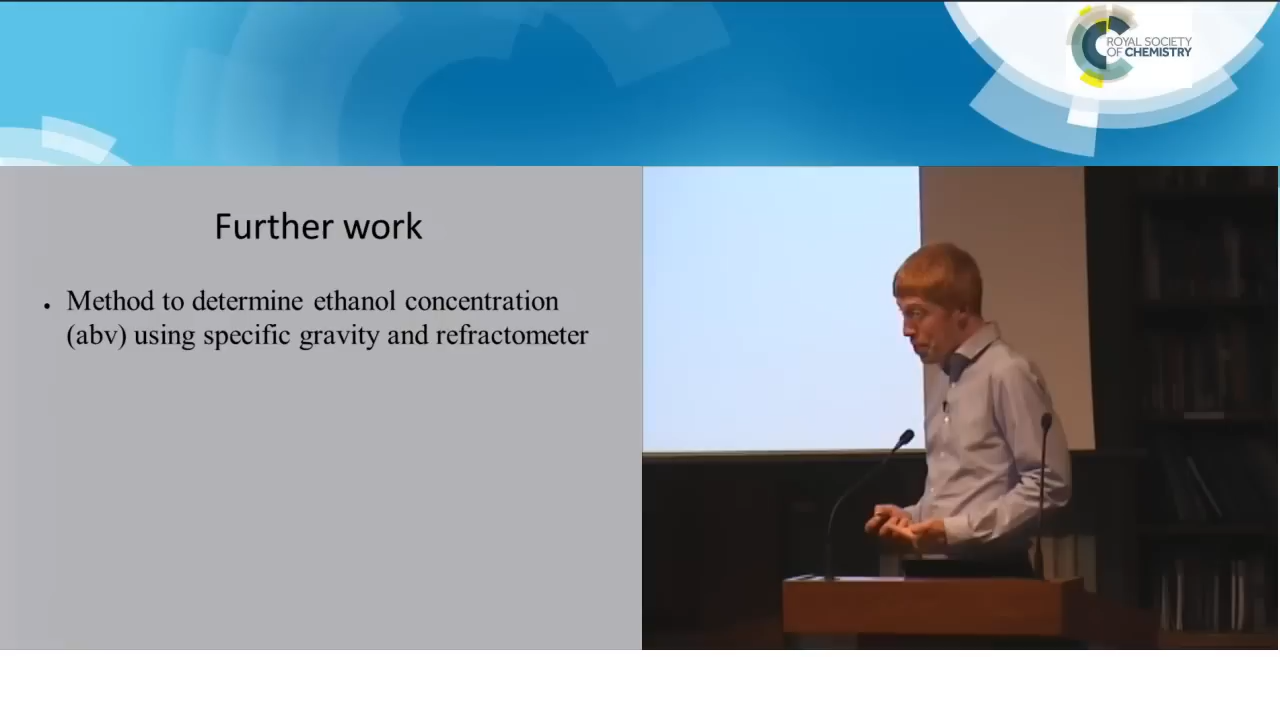 ROYAL SOCIETY
OF CHEMISTRY
Further work
• Method to determine ethanol concentration
(abv) using specific gravity and refractometer